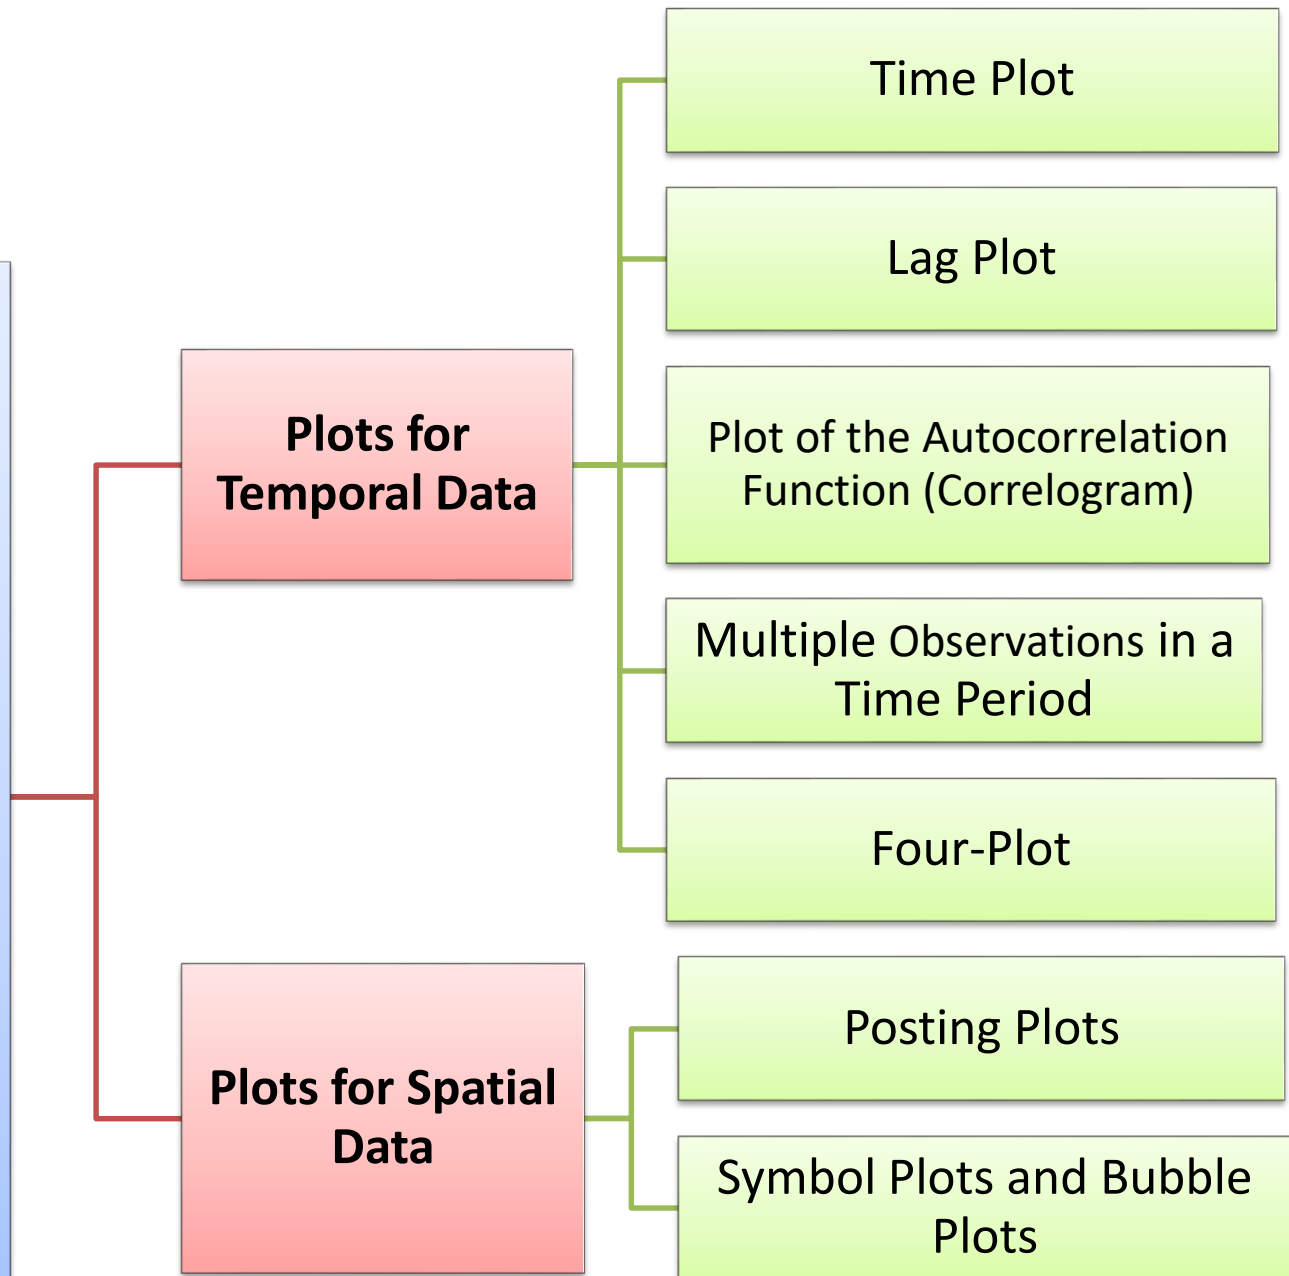 Time Plot
Lag Plot
Plots for
Temporal Data
Plot of the Autocorrelation
Function (Correlogram)
Multiple Observations in a
Time Period
Four-Plot
Posting Plots
Plots for Spatial
Data
Symbol Plots and Bubble
Plots